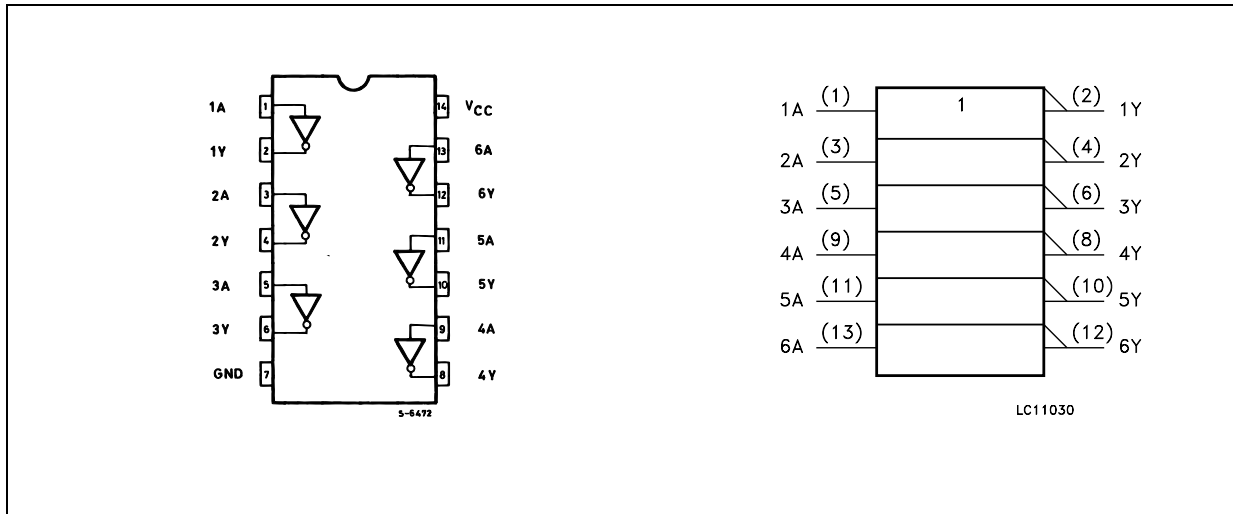 1A 1 14 VCC
1Y 2 13 6A
2A 3 12 6Y
2Y 4 11 5A
3A 5 10 5Y
3Y 6 9 4A
GND 7 8 4Y
S-6472
1
1A (1) (2) 1Y
2A (3) (4) 2Y
3A (5) (6) 3Y
4A (9) (8) 4Y
5A (11) (10) 5Y
6A (13) (12) 6Y
LC11030